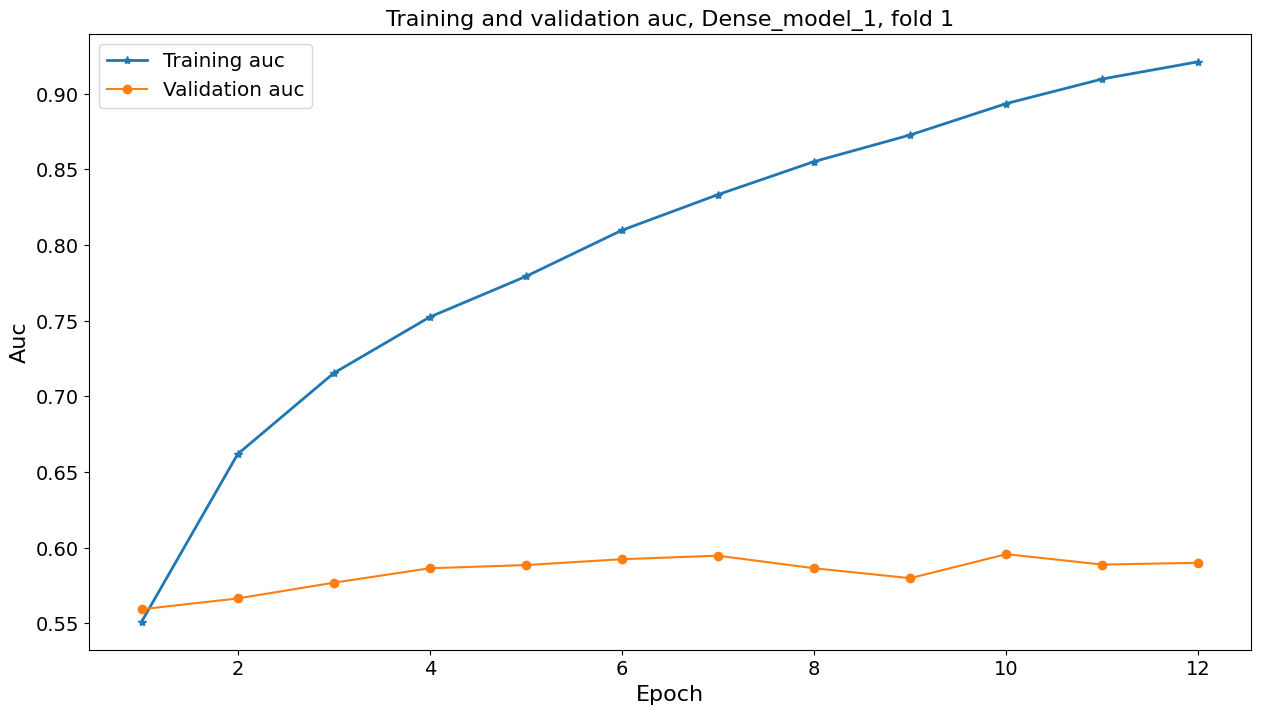 Training and validation auc, Dense_model_1, fold 1
Training auc
Validation auc
0.90
0.85
0.80
0.75
0.70
0.65
0.60
0.55
Auc
2 4 6 8 10 12
Epoch